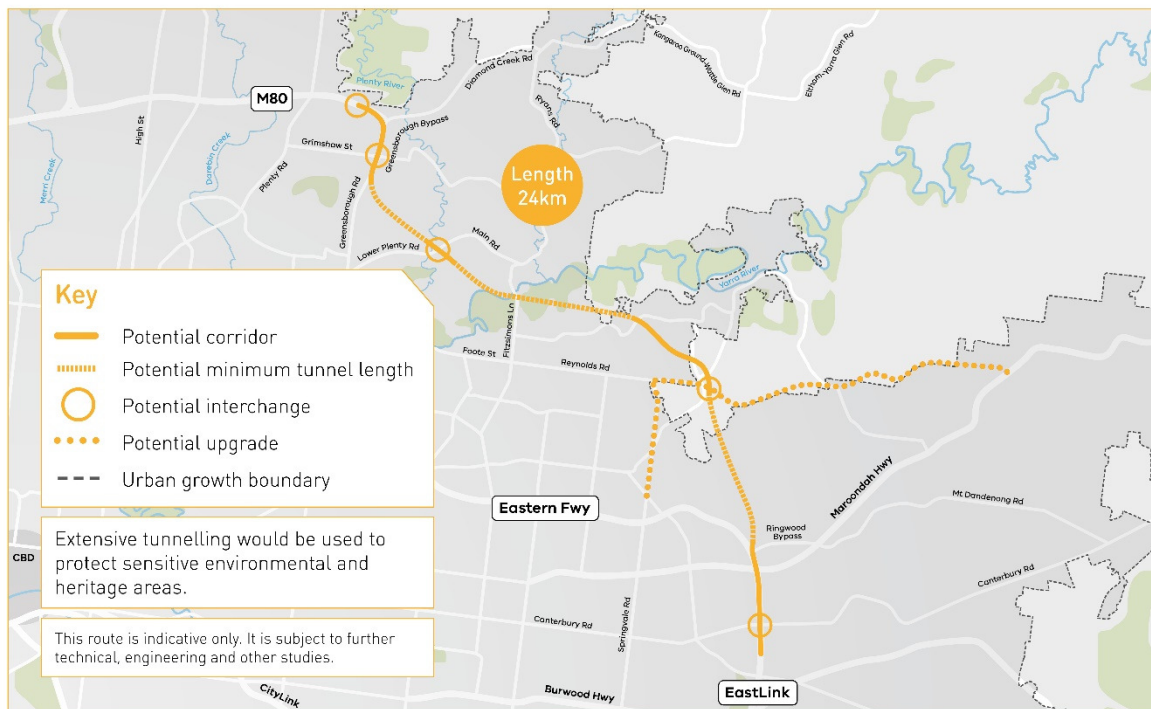 Kangaroo Ground-Wattle Glen Rd
Eltham-Yarra Glen Rd
Diamond Creek Rd
Plenty River
M80
Ryans Rd
High St
Merri Creek
Darebin Creek
Greensborough Bypass
Grimshaw St
Plenty Rd
Length
24km
Greensborough Rd
Main Rd
Lower Plenty Rd
Yarra River
Key
Potential corridor
Potential minimum tunnel length
Potential interchange
Potential upgrade
Urban growth boundary
Fitzsimons Ln
Foote St
Reynolds Rd
Maroondah Hwy
Mt Dandenong Rd
Eastern Fwy
Ringwood
Bypass
CBD
Extensive tunnelling would be used to
protect sensitive environmental and
heritage areas.
Canterbury Rd
Springvale Rd
Canterbury Rd
This route is indicative only. It is subject to further
technical, engineering and other studies.
CityLink
Burwood Hwy
EastLink